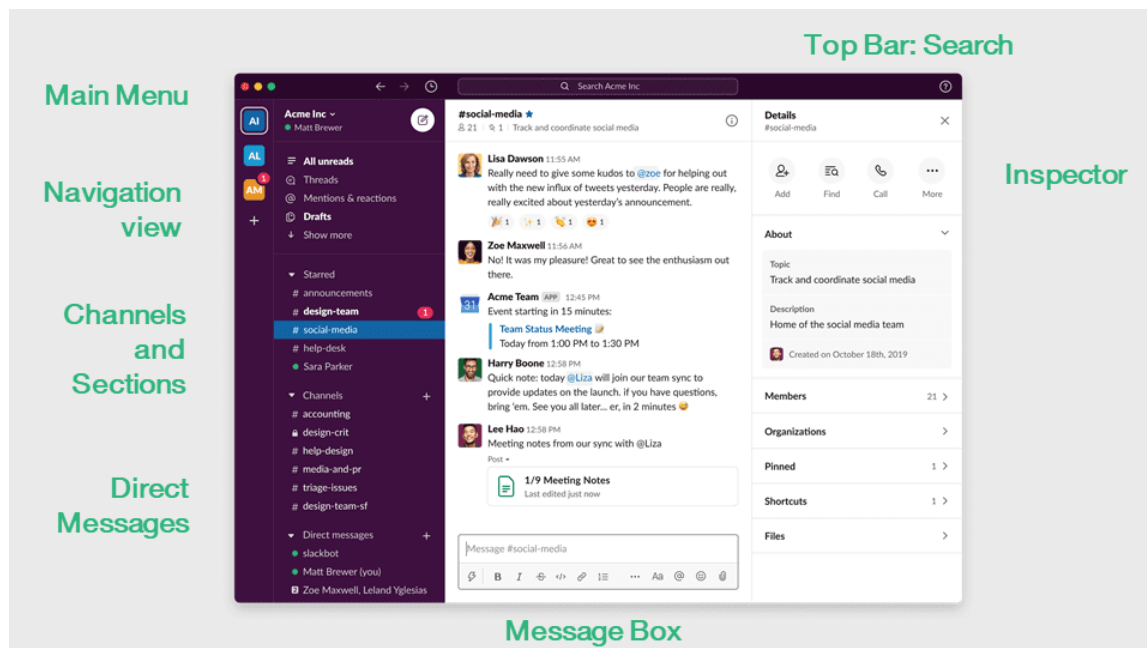 Top Bar: Search
Main Menu
Navigation
view
Channels
and
Sections
Direct
Messages
Search Acme Inc
AI
AL
1
AM
+
Acme Inc
Matt Brewer
All unreads
Threads
@ Mentions & reactions
Drafts
Show more
Starred
# announcements
# design-team 1
# social-media
# help-desk
Sara Parker
Channels +
# accounting
design-crit
# help-design
# media-and-pr
# triage-issues
# design-team-sf
Direct messages +
slackbot
Matt Brewer (you)
2 Zoe Maxwell, Leland Yglesias
#social-media
21 | 1 | Track and coordinate social media
Lisa Dawson 11:55 AM
Really need to give some kudos to @zoe for helping out
with the new influx of tweets yesterday. People are really,
really excited about yesterday's announcement.
1 1 1 1
Zoe Maxwell 11:56 AM
No! It was my pleasure! Great to see the enthusiasm out
there.
31
Acme Team APP 12:45 PM
Event starting in 15 minutes:
Team Status Meeting
Today from 1:00 PM to 1:30 PM
Harry Boone 12:58 PM
Quick note: today @Liza will join our team sync to
provide updates on the launch. if you have questions,
bring 'em. See you all later... er, in 2 minutes
Lee Hao 12:58 PM
Meeting notes from our sync with @Liza
Post
1/9 Meeting Notes
Last edited just now
Message #social-media
B I S </> ... Aa @
Details
#social-media
Add Find Call More
About
Topic
Track and coordinate social media
Description
Home of the social media team
Created on October 18th, 2019
Members 21
Organizations
Pinned 1
Shortcuts 1
Files
Inspector
Message Box